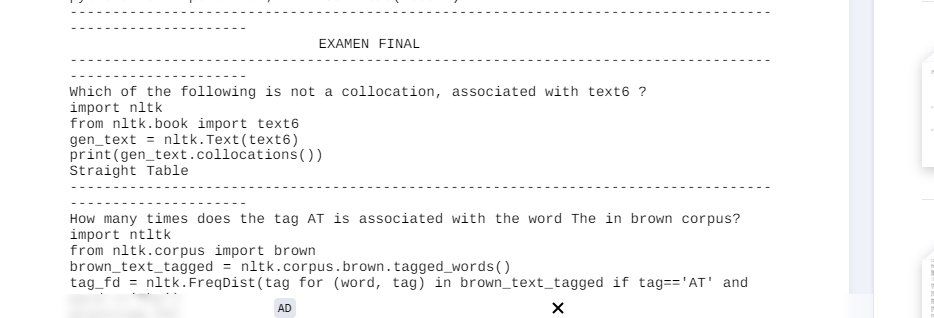 --------------------------------------------------------------------------------
---------------------
EXAMEN FINAL
--------------------------------------------------------------------------------
---------------------
Which of the following is not a collocation, associated with text6 ?
import nltk
from nltk.book import text6
gen_text = nltk.Text(text6)
print(gen_text.collocations())
Straight Table
--------------------------------------------------------------------------------
---------------------
How many times does the tag AT is associated with the word The in brown corpus?
import ntltk
from nltk.corpus import brown
brown_text_tagged = nltk.corpus.brown.tagged_words()
tag_fd = nltk.FreqDist(tag for (word, tag) in brown_text_tagged if tag=='AT' and
AD